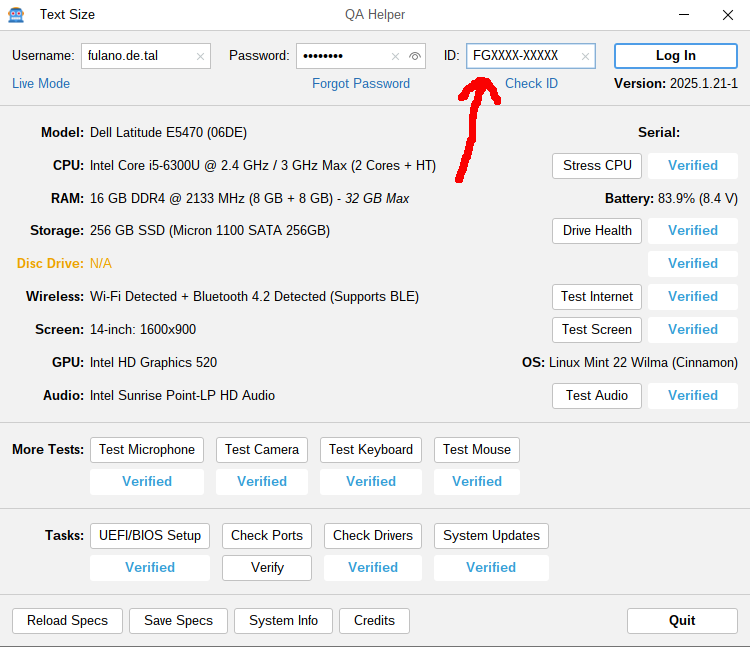 Text Size QA Helper
Username: fulano.de.tal Password: •••••••• ID: FGXXXX-XXXXX Log In
Live Mode Forgot Password Check ID Version: 2025.1.21-1
Model: Dell Latitude E5470 (06DE) Serial:
CPU: Intel Core i5-6300U @ 2.4 GHz / 3 GHz Max (2 Cores + HT) Stress CPU Verified
RAM: 16 GB DDR4 @ 2133 MHz (8 GB + 8 GB) - 32 GB Max Battery: 83.9% (8.4 V)
Storage: 256 GB SSD (Micron 1100 SATA 256GB) Drive Health Verified
Disc Drive: N/A Verified
Wireless: Wi-Fi Detected + Bluetooth 4.2 Detected (Supports BLE) Test Internet Verified
Screen: 14-inch: 1600x900 Test Screen Verified
GPU: Intel HD Graphics 520 OS: Linux Mint 22 Wilma (Cinnamon)
Audio: Intel Sunrise Point-LP HD Audio Test Audio Verified
More Tests: Test Microphone Test Camera Test Keyboard Test Mouse
Verified Verified Verified Verified
Tasks: UEFI/BIOS Setup Check Ports Check Drivers System Updates
Verified Verify Verified Verified
Reload Specs Save Specs System Info Credits Quit